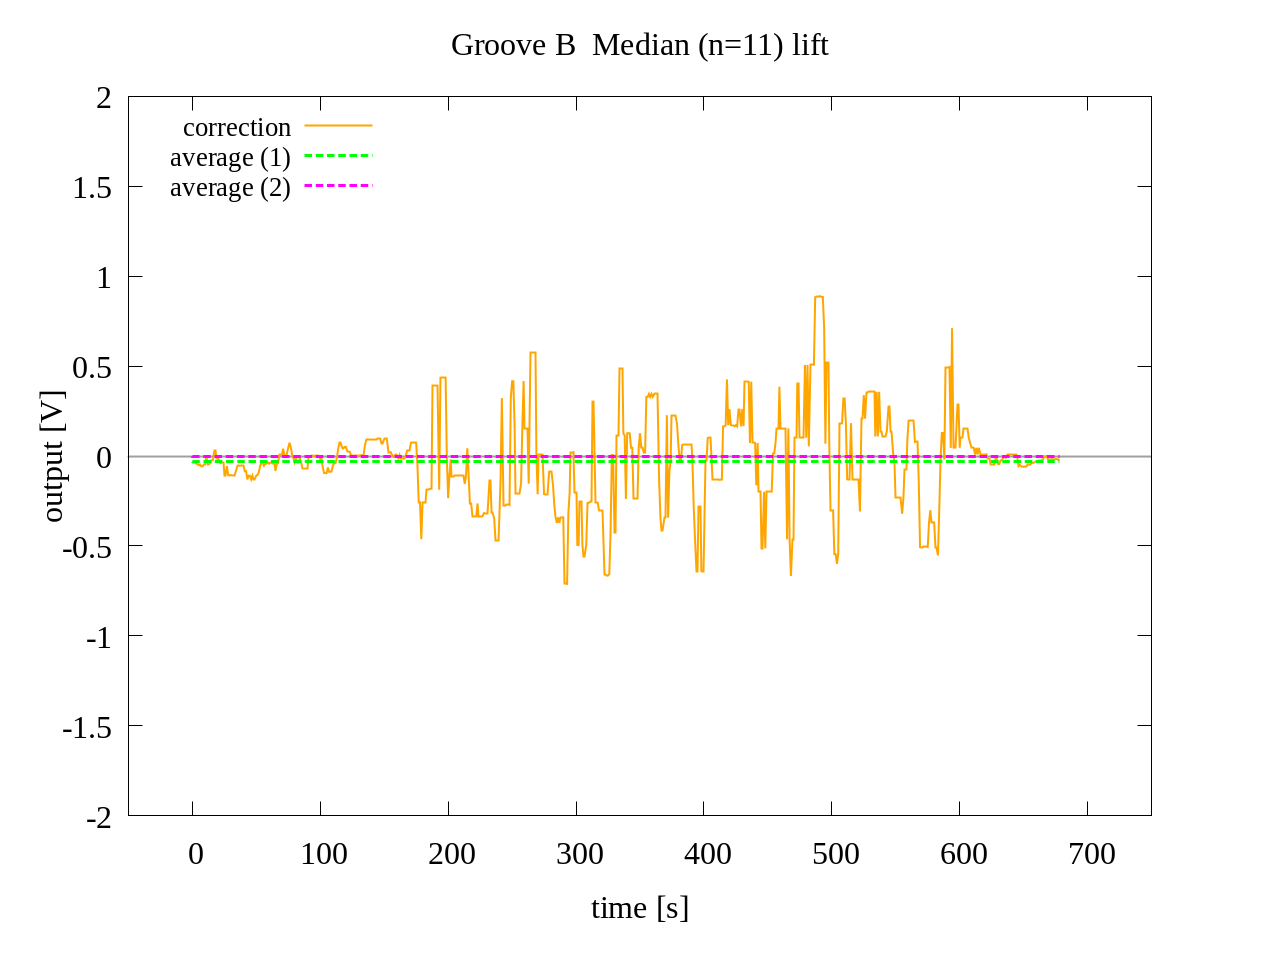 Groove B  Median (n=11) lift
correction
average (1)
average (2)
2
1.5
1
0.5
0
-0.5
-1
-1.5
-2
output [V]
0 100 200 300 400 500 600 700
time [s]